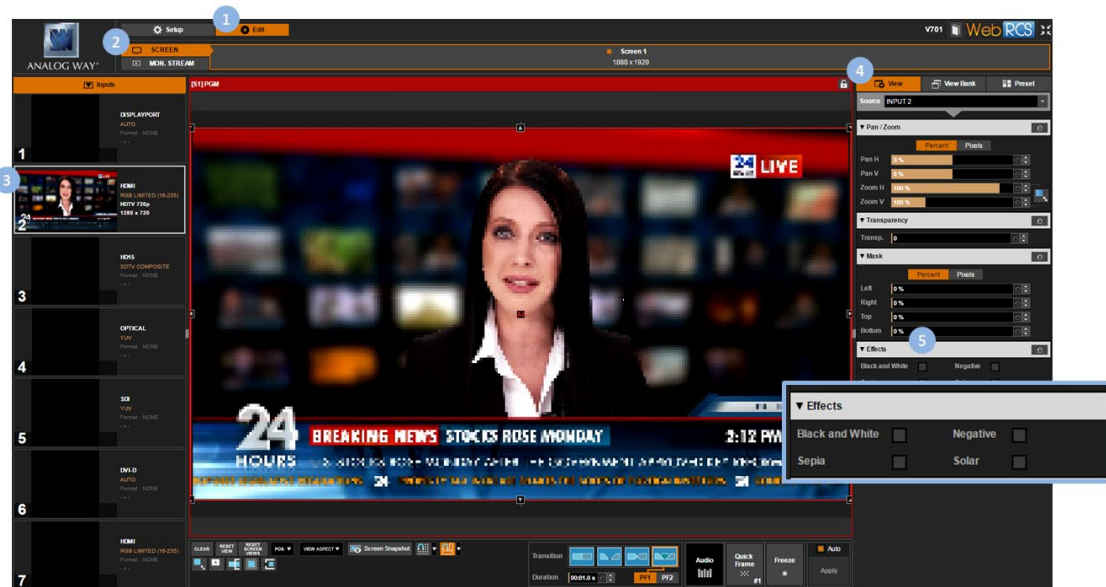 1
Setup
Edit
V701
Web RCS
2
SCREEN
MON. STREAM
Screen 1
1080 x 1920
ANALOG WAY®
Inputs
[S1] PGM
4
View
View Bank
Preset
Source INPUT 2
DISPLAYPORT
AUTO
Format : NONE
1
3
HDMI
RGB LIMITED (16-235)
HDTV 720p
1280 x 720
2
SDTV COMPOSITE
Format : NONE
3
OPTICAL
YUV
Format : NONE
4
SDI
YUV
Format : NONE
5
DVI-D
AUTO
Format : NONE
6
HDMI
RGB LIMITED (16-235)
Format : NONE
7
24 LIVE
24
HOURS
BREAKING NEWS STOCKS ROSE MONDAY
2:12 PM
Pan / Zoom
Percent Pixels
Pan H 0 %
Pan V 0 %
Zoom H 100 %
Zoom V 100 %
Transparency
Transp. 0
Mask
Percent Pixels
Left 0 %
Right 0 %
Top 0 %
Bottom 0 %
5
Effects
Black and White Negative
Effects
Black and White Negative
Sepia Solar
CLEAR
RESET VIEW
RESET SCREEN VIEWS
POS.
VIEW ASPECT
Screen Snapshot
Transition
Duration 00:01.0 s
PF1 PF2
Audio
Quick Frame
#1
Freeze
Auto
Apply